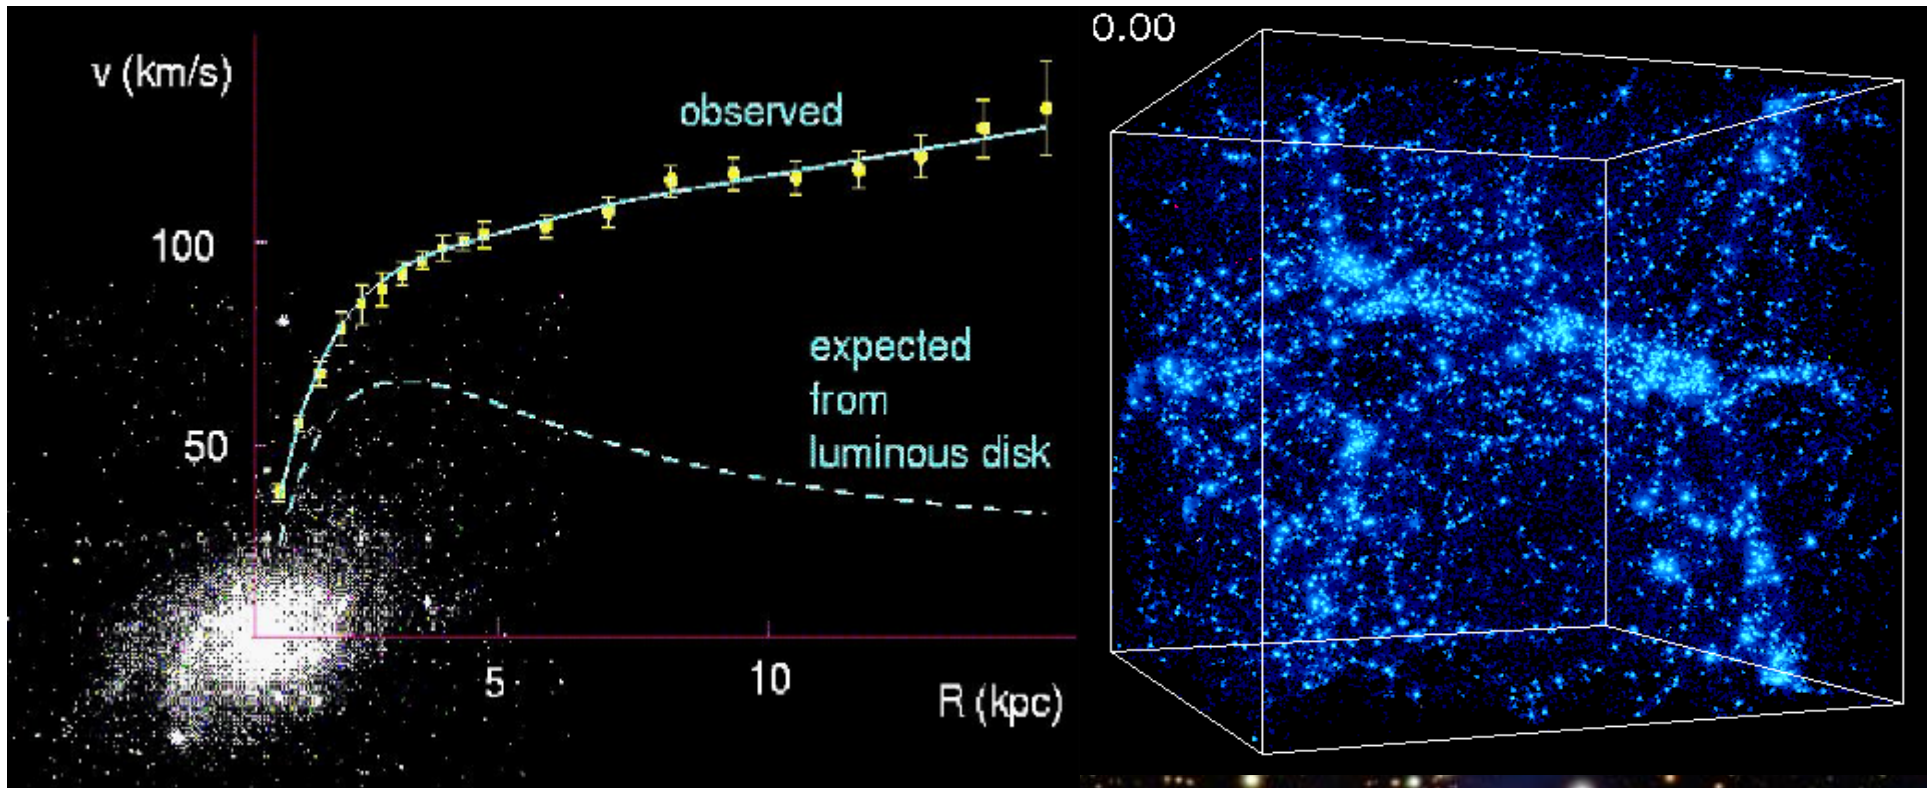 v (km/s)
observed
100
expected
from
luminous disk
50
5
10
R (kpc)
0.00